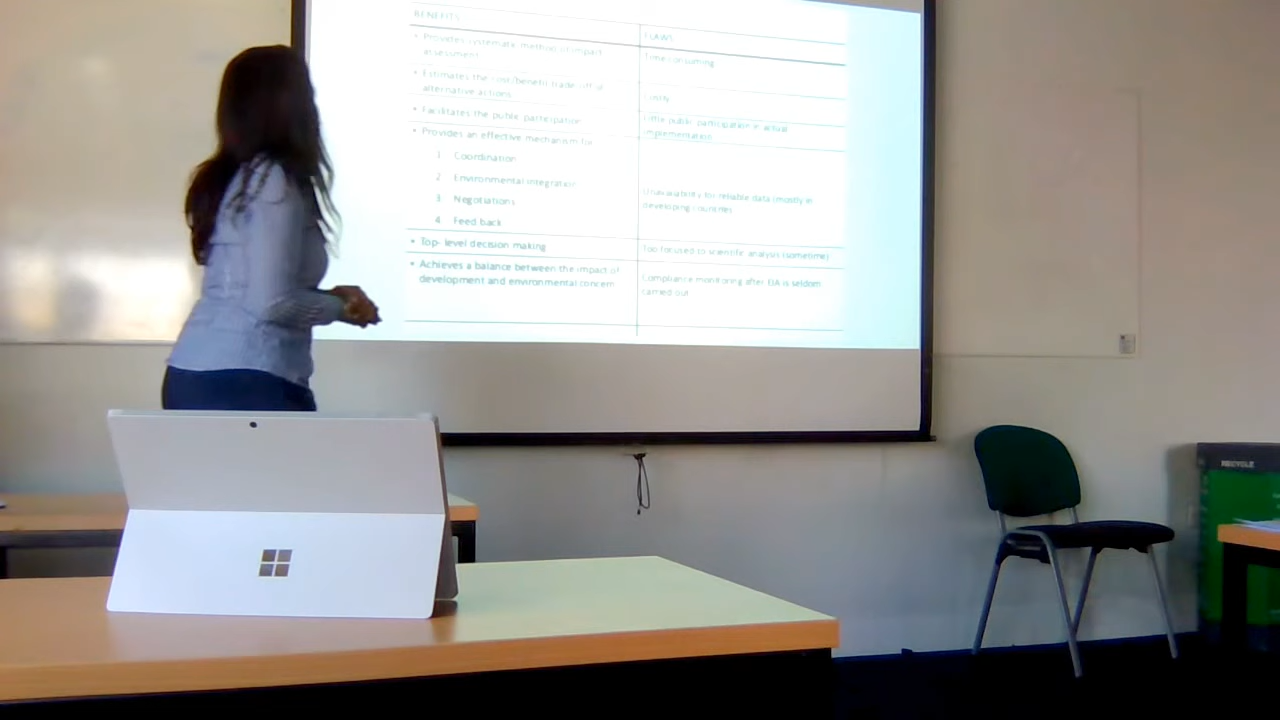 BENEFITS
FLAWS
• Provides systematic method of impact
assessment
Time consuming
• Estimates the cost/benefit trade-off of
alternative actions
Costly
• Facilitates the public participation
Little public participation in actual
implementation
• Provides an effective mechanism for
1. Coordination
2. Environmental integration
3. Negotiations
4. Feed back
Unavailability for reliable data (mostly in
developing countries)
• Top- level decision making
Too focused to scientific analysis (sometime)
• Achieves a balance between the impact of
development and environmental concern
Compliance monitoring after EIA is seldom
carried out
RECYCLE